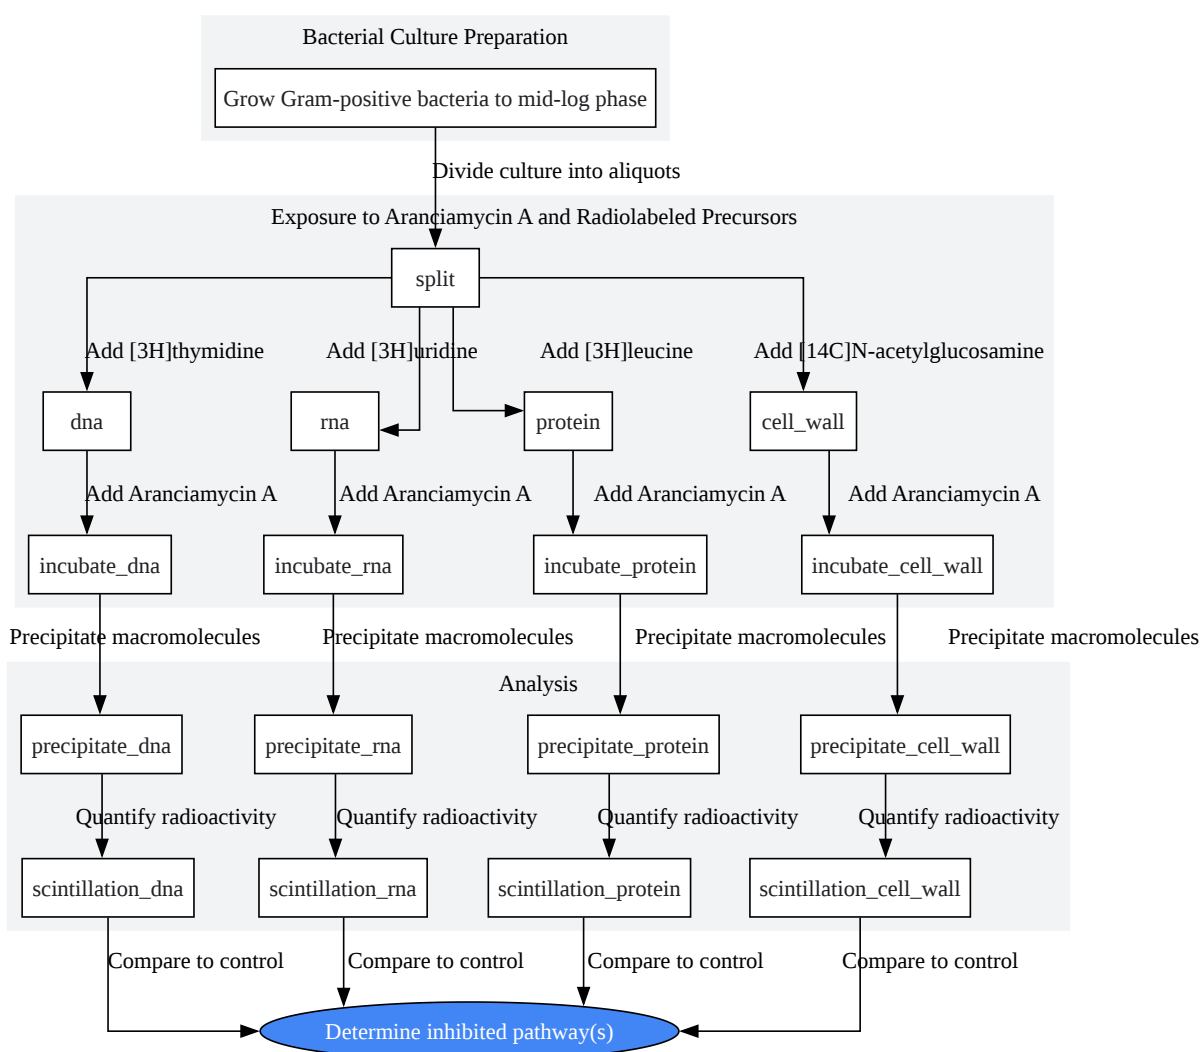 Bacterial Culture Preparation
Grow Gram-positive bacteria to mid-log phase
Divide culture into aliquots
Exposure to Aranciamycin A and Radiolabeled Precursors
split
Add [3H]thymidine
Add [3H]uridine
Add [3H]leucine
Add [14C]N-acetylglucosamine
dna
rna
protein
cell_wall
Add Aranciamycin A
Add Aranciamycin A
Add Aranciamycin A
Add Aranciamycin A
incubate_dna
incubate_rna
incubate_protein
incubate_cell_wall
Precipitate macromolecules
Precipitate macromolecules
Precipitate macromolecules
Precipitate macromolecules
Analysis
precipitate_dna
precipitate_rna
precipitate_protein
precipitate_cell_wall
Quantify radioactivity
Quantify radioactivity
Quantify radioactivity
Quantify radioactivity
scintillation_dna
scintillation_rna
scintillation_protein
scintillation_cell_wall
Compare to control
Compare to control
Compare to control
Compare to control
Determine inhibited pathway(s)